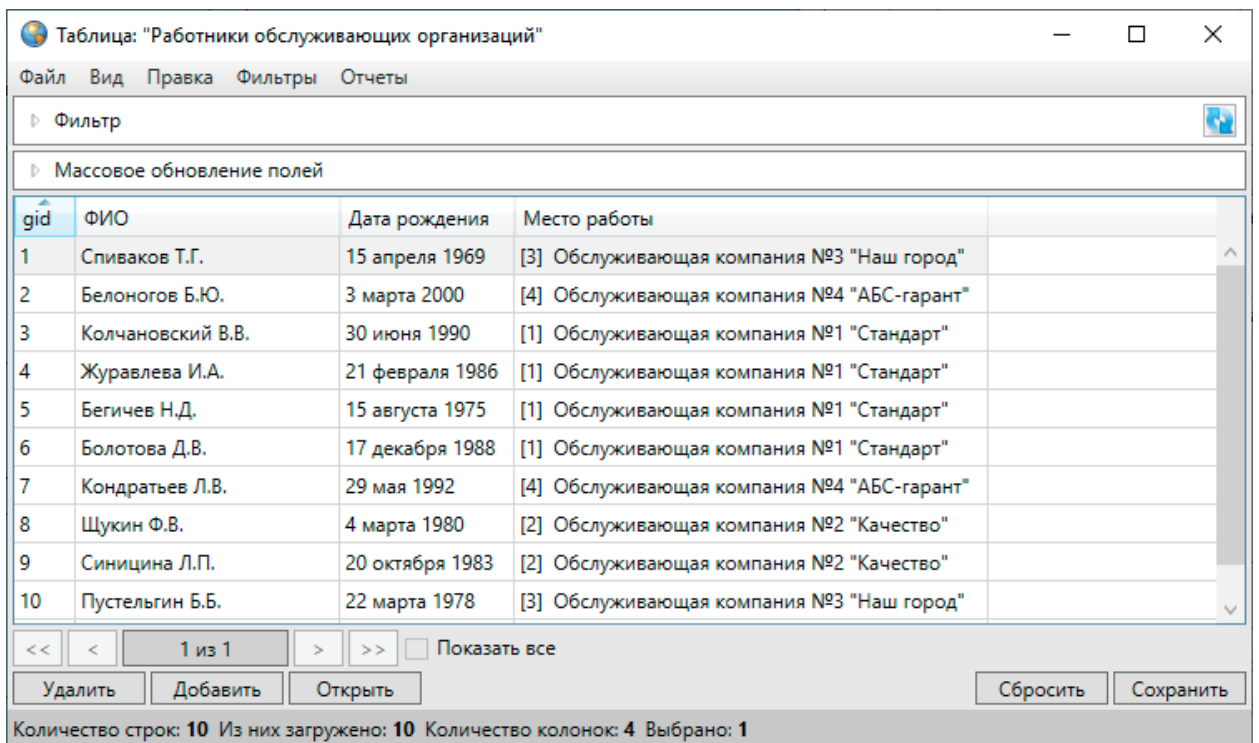 Таблица: "Работники обслуживающих организаций"
Файл Вид Правка Фильтры Отчеты
Фильтр
Массовое обновление полей
gid ФИО Дата рождения Место работы
1 Спиваков Т.Г. 15 апреля 1969 [3] Обслуживающая компания №3 "Наш город"
2 Белоногов Б.Ю. 3 марта 2000 [4] Обслуживающая компания №4 "АБС-гарант"
3 Колчановский В.В. 30 июня 1990 [1] Обслуживающая компания №1 "Стандарт"
4 Журавлева И.А. 21 февраля 1986 [1] Обслуживающая компания №1 "Стандарт"
5 Бегичев Н.Д. 15 августа 1975 [1] Обслуживающая компания №1 "Стандарт"
6 Болотова Д.В. 17 декабря 1988 [1] Обслуживающая компания №1 "Стандарт"
7 Кондратьев Л.В. 29 мая 1992 [4] Обслуживающая компания №4 "АБС-гарант"
8 Щукин Ф.В. 4 марта 1980 [2] Обслуживающая компания №2 "Качество"
9 Синицина Л.П. 20 октября 1983 [2] Обслуживающая компания №2 "Качество"
10 Пустельгин Б.Б. 22 марта 1978 [3] Обслуживающая компания №3 "Наш город"
<< < 1 из 1 > >> Показать все
Удалить Добавить Открыть Сбросить Сохранить
Количество строк: 10 Из них загружено: 10 Количество колонок: 4 Выбрано: 1